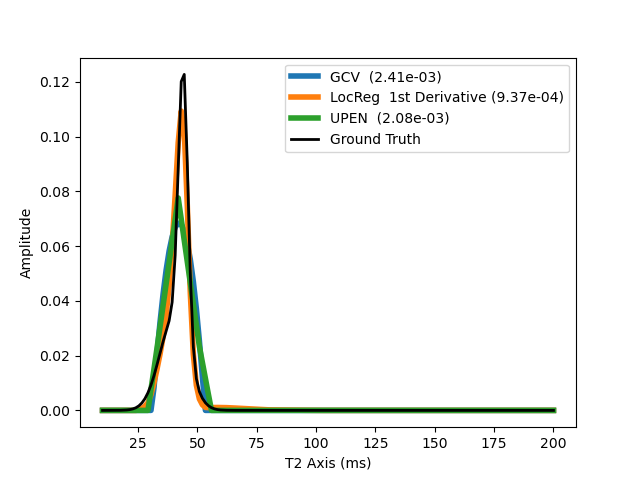 GCV (2.41e-03)
LocReg 1st Derivative (9.37e-04)
UPEN (2.08e-03)
Ground Truth
Amplitude
0.12
0.10
0.08
0.06
0.04
0.02
0.00
25 50 75 100 125 150 175 200
T2 Axis (ms)